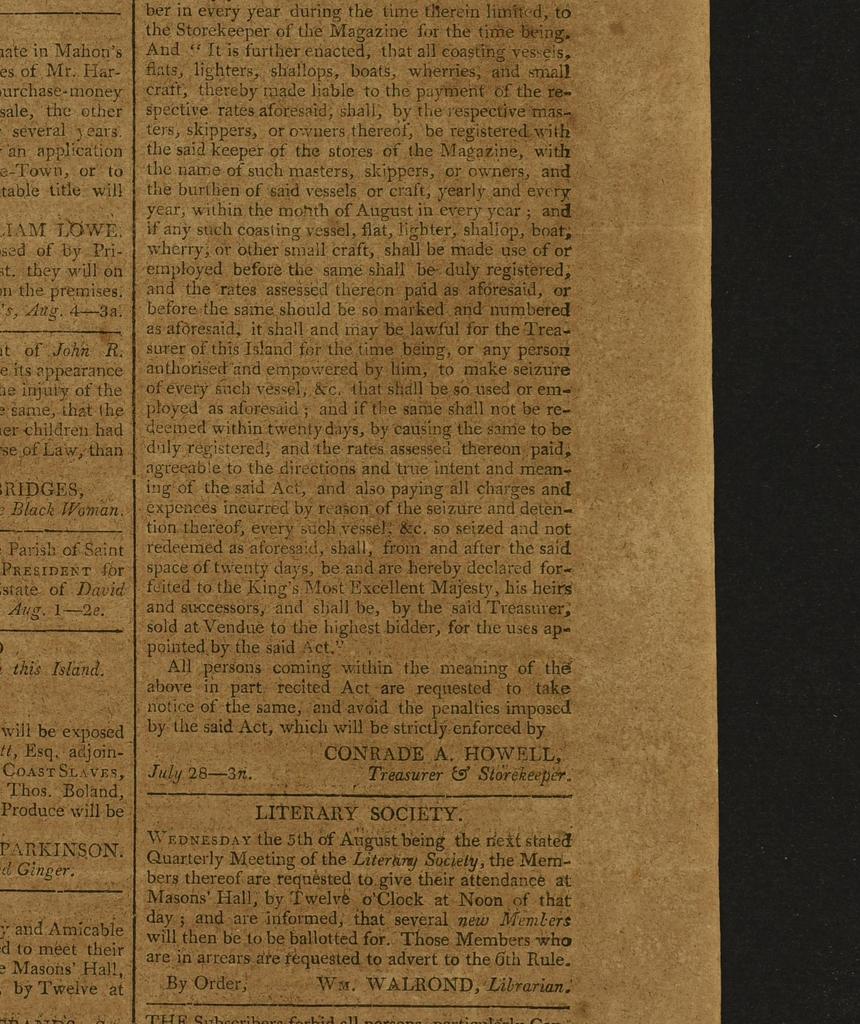 nate in Mahon's
es of Mr. Har-
urchase-money
sale, the other
several years.
an application
e-Town, or to
table title will
IAM LOWE.
sed of by Pri-
st. they will on
n the premises.
's, Aug. 4—3a.
t of John R.
e its appearance
he injury of the
e same, that the
er children had
se of Law, than
BRIDGES,
e Black Woman.
Parish of Saint
PRESIDENT for
state of David
Aug. 1—2e.
this Island.
will be exposed
tt, Esq. adjoin-
COAST SLAVES,
Thos. Boland,
Produce will be
PARKINSON.
d Ginger.
y and Amicable
d to meet their
e Masons' Hall,
by Twelve at
ber in every year during the time therein limited, to
the Storekeeper of the Magazine for the time being.
And " It is further enacted, that all coasting vessels,
flats, lighters, shallops, boats, wherries, and small
craft, thereby made liable to the payment of the re-
spective rates aforesaid, shall, by the respective mas-
ters, skippers, or owners thereof, be registered with
the said keeper of the stores of the Magazine, with
the name of such masters, skippers, or owners, and
the burthen of said vessels or craft, yearly and every
year, within the month of August in every year ; and
if any such coasting vessel, flat, lighter, shallop, boat,
wherry, or other small craft, shall be made use of or
employed before the same shall be duly registered,
and the rates assessed thereon paid as aforesaid, or
before the same should be so marked and numbered
as aforesaid, it shall and may be lawful for the Trea-
surer of this Island for the time being, or any person
authorised and empowered by him, to make seizure
of every such vessel, &c. that shall be so used or em-
ployed as aforesaid ; and if the same shall not be re-
deemed within twenty days, by causing the same to be
duly registered, and the rates assessed thereon paid,
agreeable to the directions and true intent and mean-
ing of the said Act, and also paying all charges and
expences incurred by reason of the seizure and deten-
tion thereof, every such vessel, &c. so seized and not
redeemed as aforesaid, shall, from and after the said
space of twenty days, be and are hereby declared for-
feited to the King's Most Excellent Majesty, his heirs
and successors, and shall be, by the said Treasurer,
sold at Vendue to the highest bidder, for the uses ap-
pointed by the said Act."
All persons coming within the meaning of the
above in part recited Act are requested to take
notice of the same, and avoid the penalties imposed
by the said Act, which will be strictly enforced by
CONRADE A. HOWELL,
July 28—3n. Treasurer & Storekeeper.
LITERARY SOCIETY.
WEDNESDAY the 5th of August being the next stated
Quarterly Meeting of the Literary Society, the Mem-
bers thereof are requested to give their attendance at
Masons' Hall, by Twelve o'Clock at Noon of that
day ; and are informed, that several new Members
will then be to be ballotted for. Those Members who
are in arrears are requested to advert to the 6th Rule.
By Order, WM. WALROND, Librarian.
THE Subscribers forbid all persons, particularly